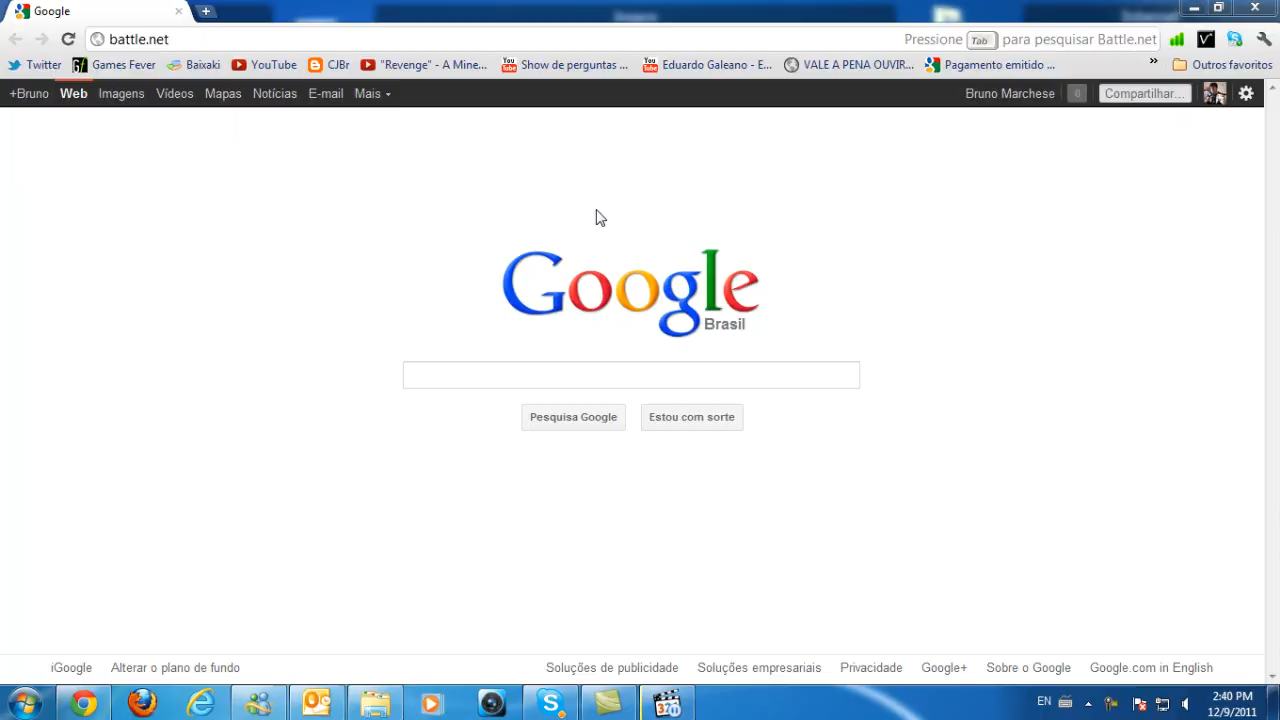 Google
battle.net
Pressione Tab para pesquisar Battle.net
Twitter Games Fever Baixaki YouTube CJBr "Revenge" - A Mine... Show de perguntas ... Eduardo Galeano - E... VALE A PENA OUVIR... Pagamento emitido ... » Outros favoritos
+Bruno Web Imagens Vídeos Mapas Notícias E-mail Mais Bruno Marchese Compartilhar...
Google
Brasil
Pesquisa Google Estou com sorte
iGoogle Alterar o plano de fundo Soluções de publicidade Soluções empresariais Privacidade Google+ Sobre o Google Google.com in English
EN 2:40 PM
12/9/2011